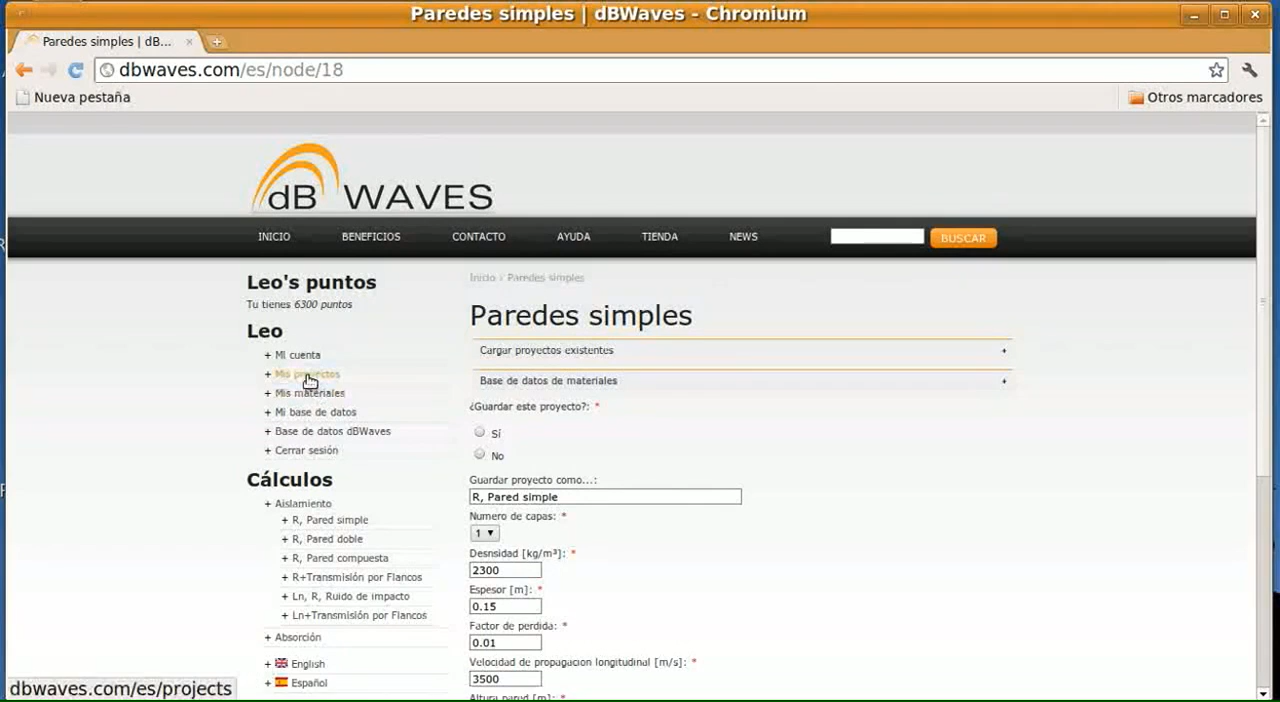 Paredes simples | dBWaves - Chromium
Paredes simples | dB...
dbwaves.com/es/node/18
Nueva pestaña
Otros marcadores
dB WAVES
INICIO
BENEFICIOS
CONTACTO
AYUDA
TIENDA
NEWS
BUSCAR
Leo's puntos
Tu tienes 6300 puntos
Leo
+ Mi cuenta
+ Mis proyectos
+ Mis materiales
+ Mi base de datos
+ Base de datos dBWaves
+ Cerrar sesión
Cálculos
+ Aislamiento
+ R, Pared simple
+ R, Pared doble
+ R, Pared compuesta
+ R+Transmisión por Flancos
+ Ln, R, Ruido de impacto
+ Ln+Transmisión por Flancos
+ Absorción
+ English
+ Español
Inicio › Paredes simples
Paredes simples
Cargar proyectos existentes +
Base de datos de materiales +
¿Guardar este proyecto?: *
Sí
No
Guardar proyecto como...:
R, Pared simple
Numero de capas: *
1
Desnsidad [kg/m³]: *
2300
Espesor [m]: *
0.15
Factor de perdida: *
0.01
Velocidad de propagacion longitudinal [m/s]: *
3500
Altura pared [m]: *
dbwaves.com/es/projects